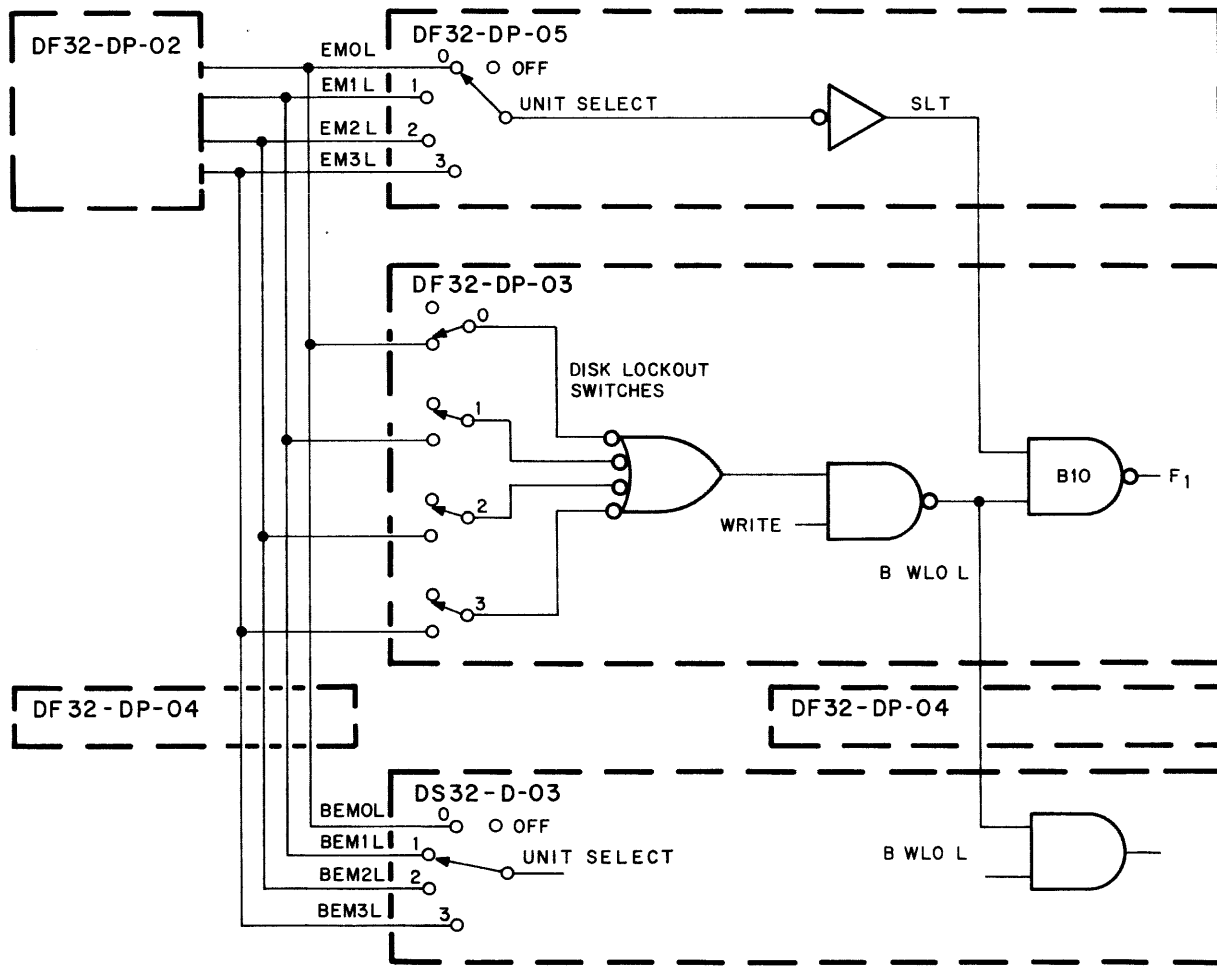 DF32-DP-02
DF32-DP-05
EM0L
0
OFF
EM1L
1
UNIT SELECT
SLT
EM2L
2
EM3L
3
DF32-DP-03
0
DISK LOCKOUT
SWITCHES
1
B10
F1
2
WRITE
B WLO L
3
DF32-DP-04
DF32-DP-04
DS32-D-03
BEM0L
0
OFF
BEM1L
1
UNIT SELECT
B WLO L
BEM2L
2
BEM3L
3